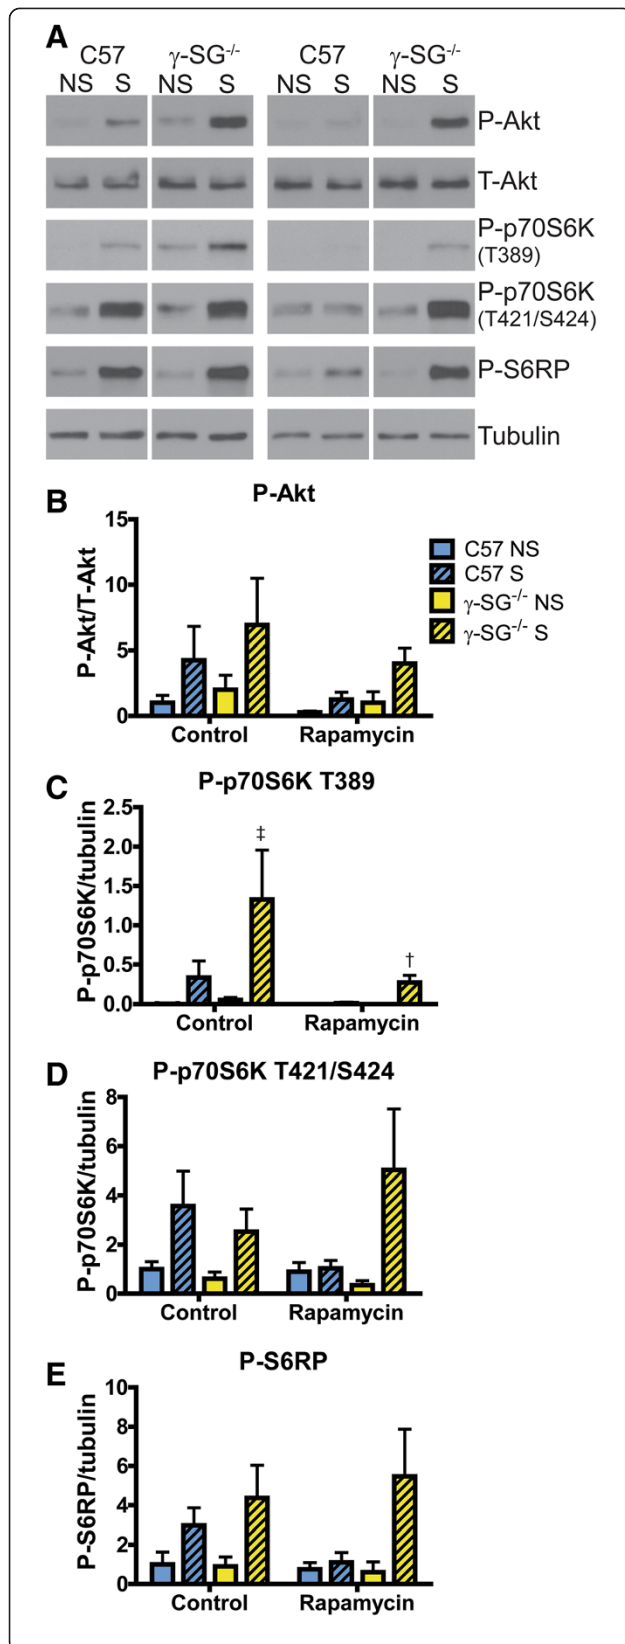 A
C57 γ-SG-/- C57 γ-SG-/-
NS S NS S NS S NS S
P-Akt
T-Akt
P-p70S6K
(T389)
P-p70S6K
(T421/S424)
P-S6RP
Tubulin
B
P-Akt
P-Akt/T-Akt
15
10
5
0
Control Rapamycin
C57 NS
C57 S
γ-SG-/- NS
γ-SG-/- S
C
P-p70S6K T389
P-p70S6K/tubulin
2.5
2.0
1.5
1.0
0.5
0.0
‡
†
Control Rapamycin
D
P-p70S6K T421/S424
P-p70S6K/tubulin
8
6
4
2
0
Control Rapamycin
E
P-S6RP
P-S6RP/tubulin
10
8
6
4
2
0
Control Rapamycin